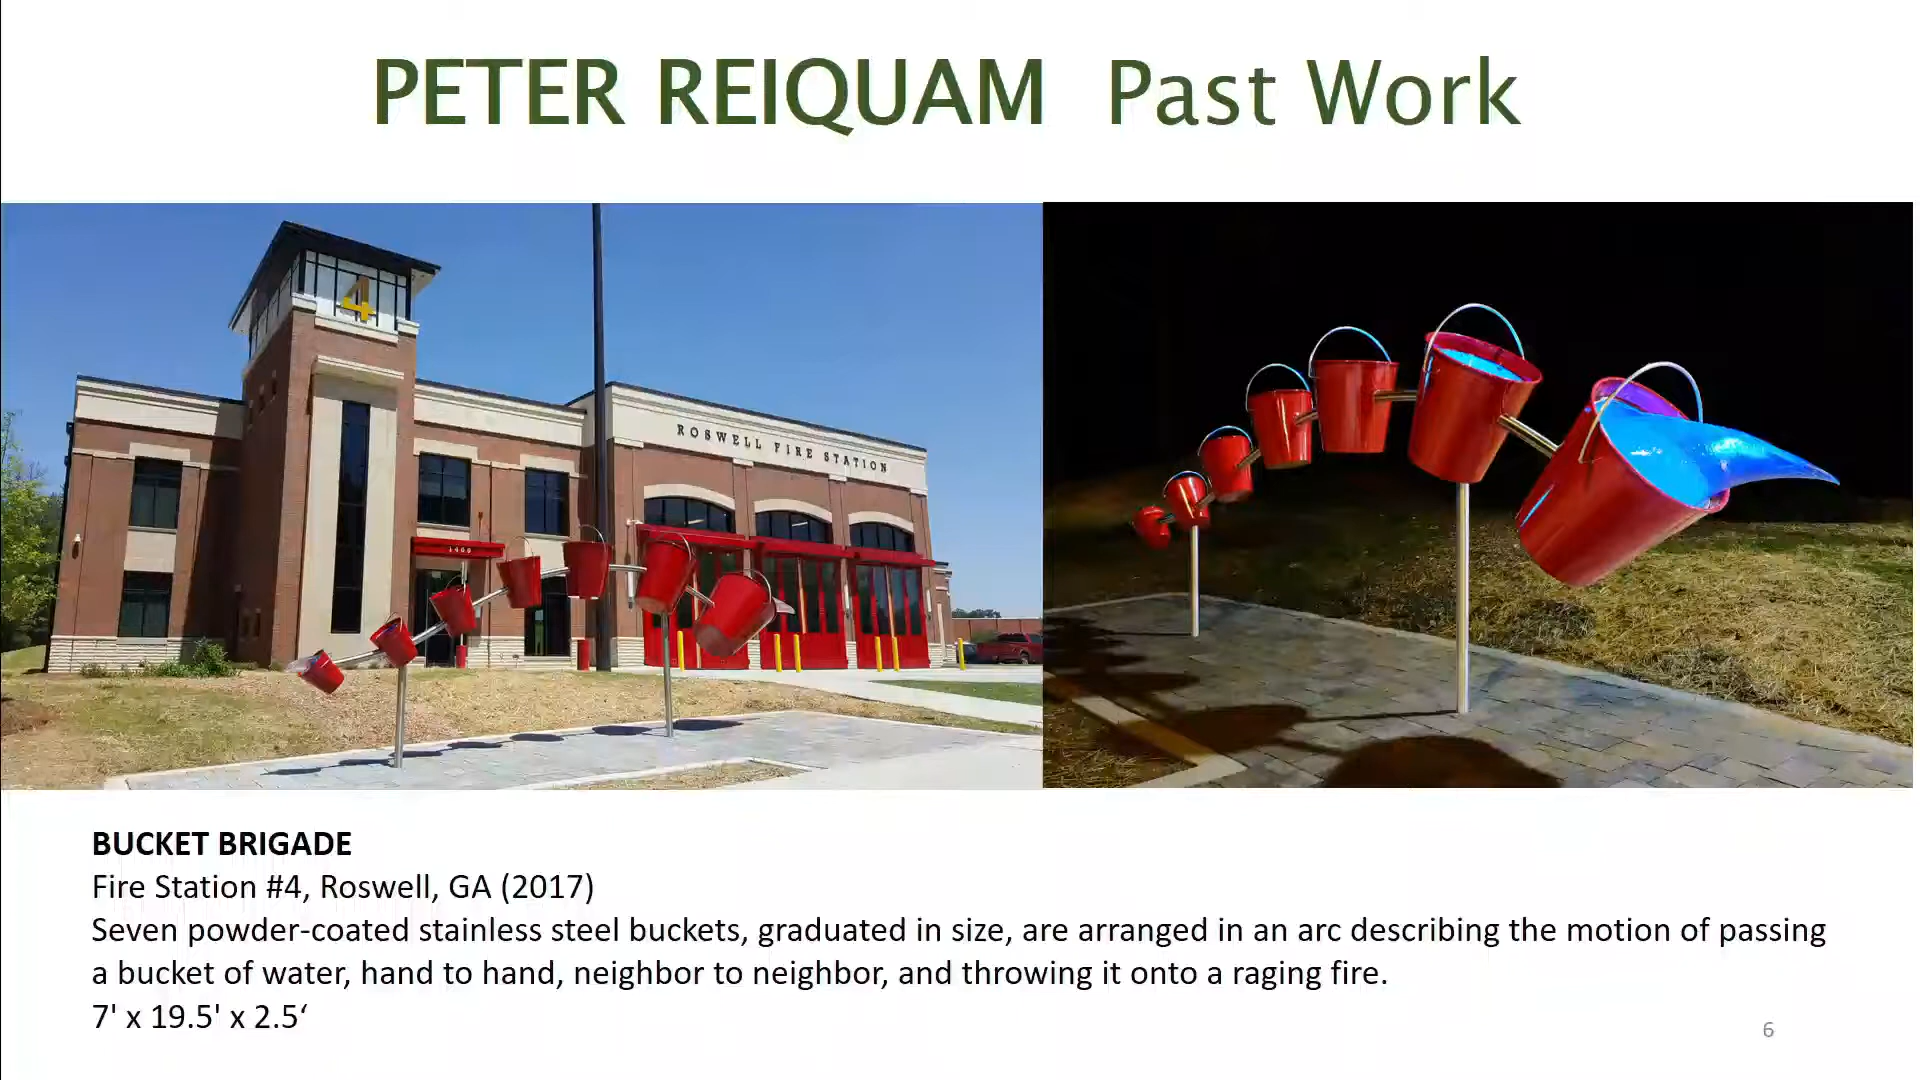 PETER REIQUAM Past Work
4
ROSWELL FIRE STATION
1400
BUCKET BRIGADE
Fire Station #4, Roswell, GA (2017)
Seven powder-coated stainless steel buckets, graduated in size, are arranged in an arc describing the motion of passing
a bucket of water, hand to hand, neighbor to neighbor, and throwing it onto a raging fire.
7' x 19.5' x 2.5‘
6